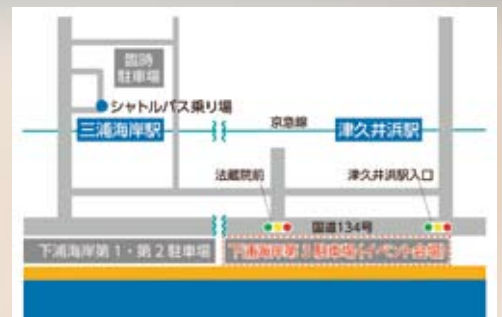 臨時
駐車場
シャトルバス乗り場
三浦海岸駅
京急線
津久井浜駅
法蔵院前
津久井浜駅入口
国道134号
下浦海岸第1・第2駐車場
下浦海岸第3駐車場(イベント会場)